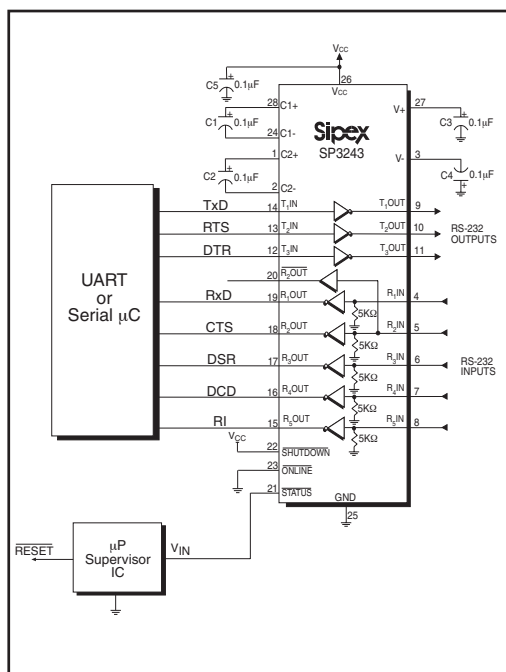 VCC
26
VCC
C5
+
0.1µF
28
C1+
C1
+
0.1µF
24
C1-
1
C2+
C2
+
0.1µF
2
C2-
Sipex
SP3243
V+
27
C3
+
0.1µF
V-
3
C4
0.1µF
+
UART
or
Serial µC
TxD
14
T1IN
T1OUT
9
RTS
13
T2IN
T2OUT
10
DTR
12
T3IN
T3OUT
11
RS-232
OUTPUTS
20
R2OUT
RxD
19
R1OUT
R1IN
4
5KΩ
CTS
18
R2OUT
R2IN
5
5KΩ
DSR
17
R3OUT
R3IN
6
5KΩ
RS-232
INPUTS
DCD
16
R4OUT
R4IN
7
5KΩ
RI
15
R5OUT
R5IN
8
5KΩ
VCC
22
SHUTDOWN
23
ONLINE
21
STATUS
GND
25
RESET
µP
Supervisor
IC
VIN